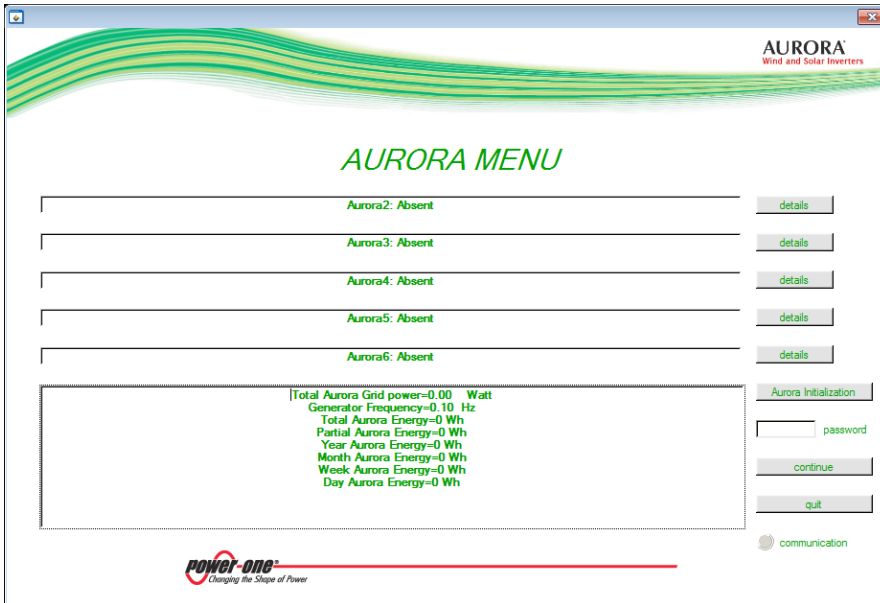 AURORA
Wind and Solar Inverters
AURORA MENU
Aurora2: Absent
details
Aurora3: Absent
details
Aurora4: Absent
details
Aurora5: Absent
details
Aurora6: Absent
details
Total Aurora Grid power=0.00 Watt
Generator Frequency=0.10 Hz
Total Aurora Energy=0 Wh
Partial Aurora Energy=0 Wh
Year Aurora Energy=0 Wh
Month Aurora Energy=0 Wh
Week Aurora Energy=0 Wh
Day Aurora Energy=0 Wh
Aurora Initialization
password
continue
quit
communication
power-one®
Changing the Shape of Power